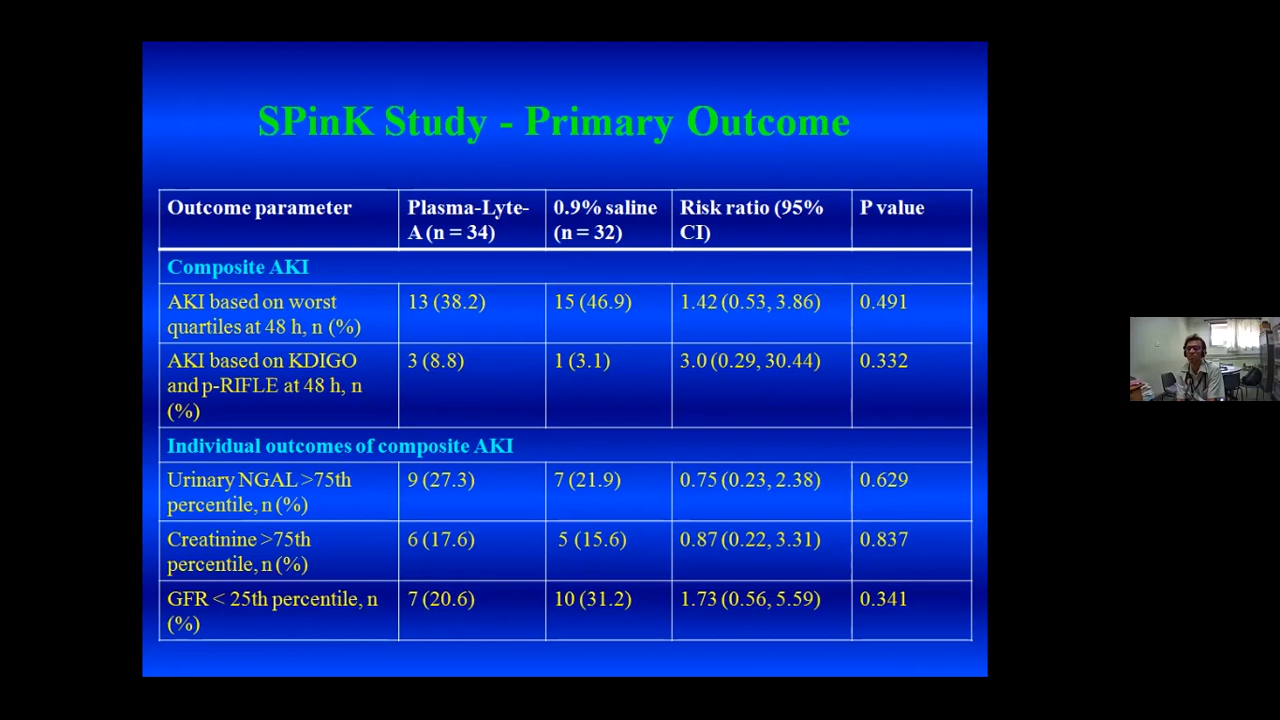 SPinK Study - Primary Outcome
Outcome parameter
Plasma-Lyte-
A (n = 34)
0.9% saline
(n = 32)
Risk ratio (95%
CI)
P value
Composite AKI
AKI based on worst
quartiles at 48 h, n (%)
13 (38.2)
15 (46.9)
1.42 (0.53, 3.86)
0.491
AKI based on KDIGO
and p-RIFLE at 48 h, n
(%)
3 (8.8)
1 (3.1)
3.0 (0.29, 30.44)
0.332
Individual outcomes of composite AKI
Urinary NGAL >75th
percentile, n (%)
9 (27.3)
7 (21.9)
0.75 (0.23, 2.38)
0.629
Creatinine >75th
percentile, n (%)
6 (17.6)
5 (15.6)
0.87 (0.22, 3.31)
0.837
GFR < 25th percentile, n
(%)
7 (20.6)
10 (31.2)
1.73 (0.56, 5.59)
0.341